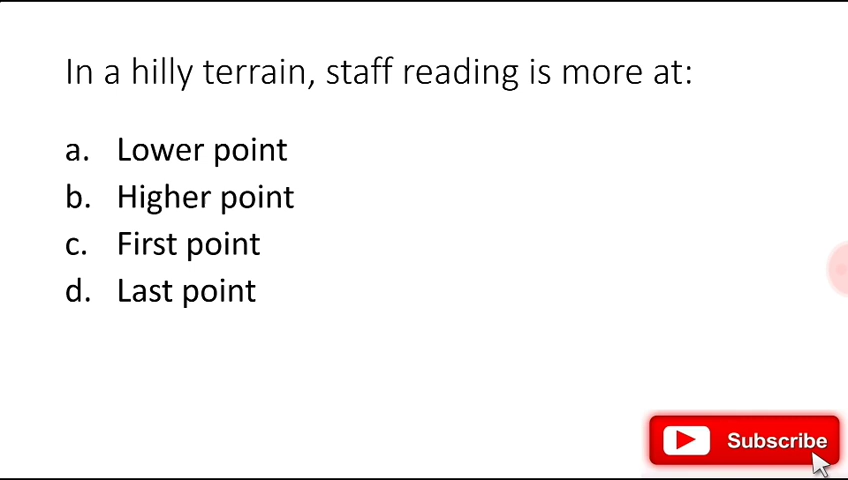 In a hilly terrain, staff reading is more at:
a. Lower point
b. Higher point
c. First point
d. Last point
Subscribe